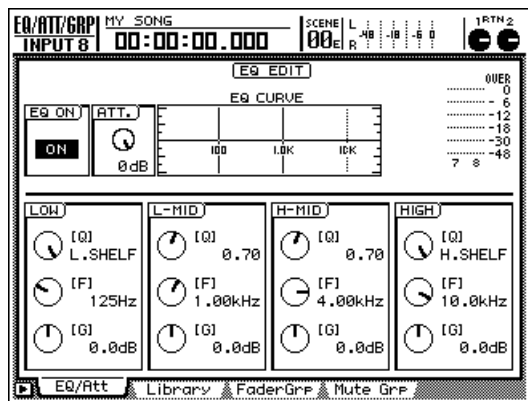 EQ/ATT/GRP MY SONG SCENE L 1 RTN 2
INPUT 8 00:00:00.000 00E R -48 -18 -6 0
EQ EDIT
EQ CURVE
OVER
0
EQ ON ATT. - 6
-12
-18
ON 100 1.0K 10K -30
-48
0dB 7 8
LOW L-MID H-MID HIGH
[Q] [Q] [Q] [Q]
L.SHELF 0.70 0.70 H.SHELF
[F] [F] [F] [F]
125Hz 1.00kHz 4.00kHz 10.0kHz
[G] [G] [G] [G]
0.0dB 0.0dB 0.0dB 0.0dB
EQ/Att Library FaderGrp Mute Grp